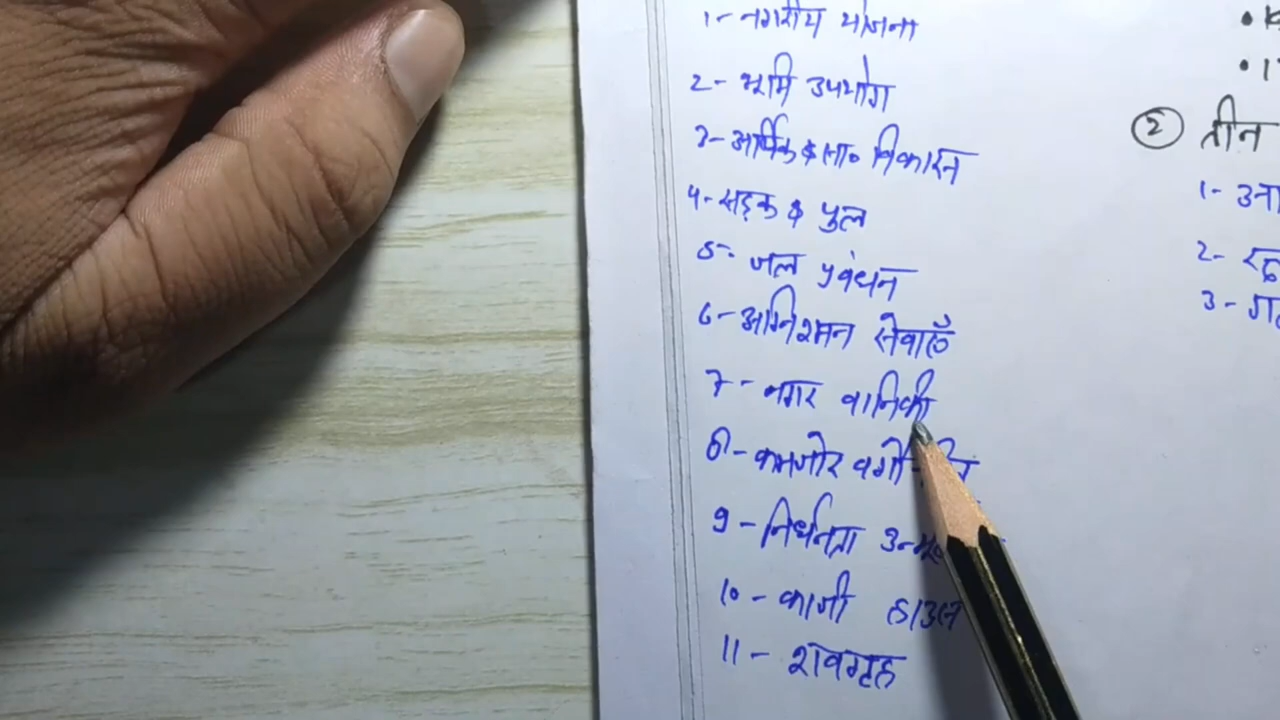 1- नगरीय योजना
2- भूमि उपयोग
3- आर्थिक & सा० विकास
4- सड़क & पुल
5- जल प्रबंधन
6- अग्निशमन सेवाएँ
7- नगर वानिकी
8- कमजोर वर्गो
9- निर्धनता
10- काजी हाउस
11- शवगृह
② तीन
1-
2-
3-